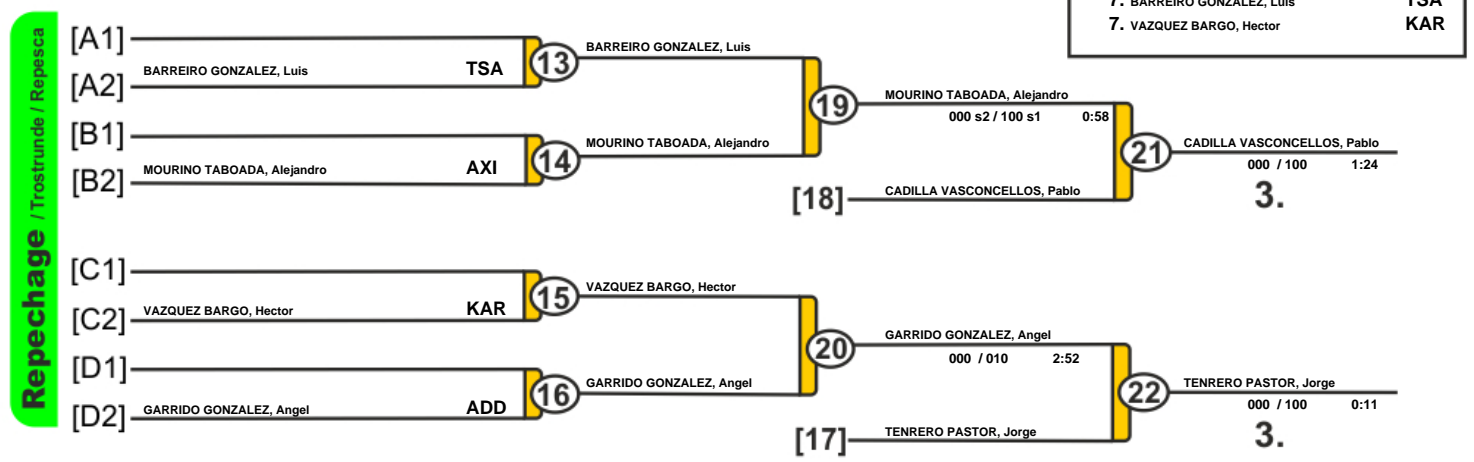 7. BARREIRO GONZALEZ, Luis TSA
7. VAZQUEZ BARGO, Hector KAR
Repechage / Trostrunde / Repesca
[A1]
BARREIRO GONZALEZ, Luis TSA
[A2]
13
BARREIRO GONZALEZ, Luis
[B1]
MOURINO TABOADA, Alejandro AXI
[B2]
14
MOURINO TABOADA, Alejandro
19
MOURINO TABOADA, Alejandro
000 s2 / 100 s1 0:58
[18]
CADILLA VASCONCELLOS, Pablo
21
CADILLA VASCONCELLOS, Pablo
000 / 100 1:24
3.
[C1]
VAZQUEZ BARGO, Hector KAR
[C2]
15
VAZQUEZ BARGO, Hector
[D1]
GARRIDO GONZALEZ, Angel ADD
[D2]
16
GARRIDO GONZALEZ, Angel
20
GARRIDO GONZALEZ, Angel
000 / 010 2:52
[17]
TENRERO PASTOR, Jorge
22
TENRERO PASTOR, Jorge
000 / 100 0:11
3.